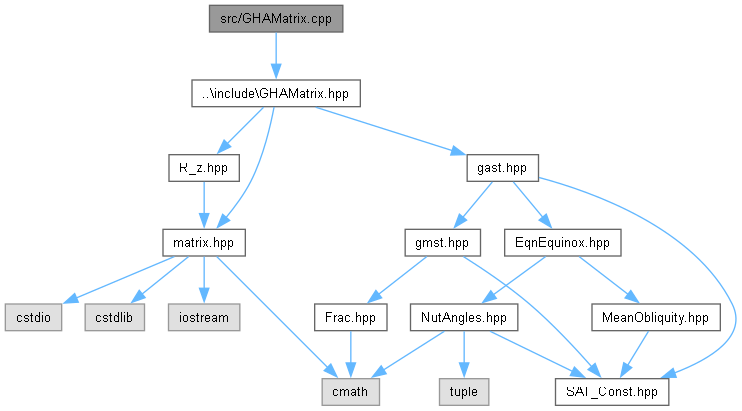 src/GHAMatrix.cpp
..\include\GHAMatrix.hpp
R_z.hpp
gast.hpp
matrix.hpp
gmst.hpp
EqnEquinox.hpp
cstdio
cstdlib
iostream
Frac.hpp
NutAngles.hpp
MeanObliquity.hpp
cmath
tuple
SAT_Const.hpp